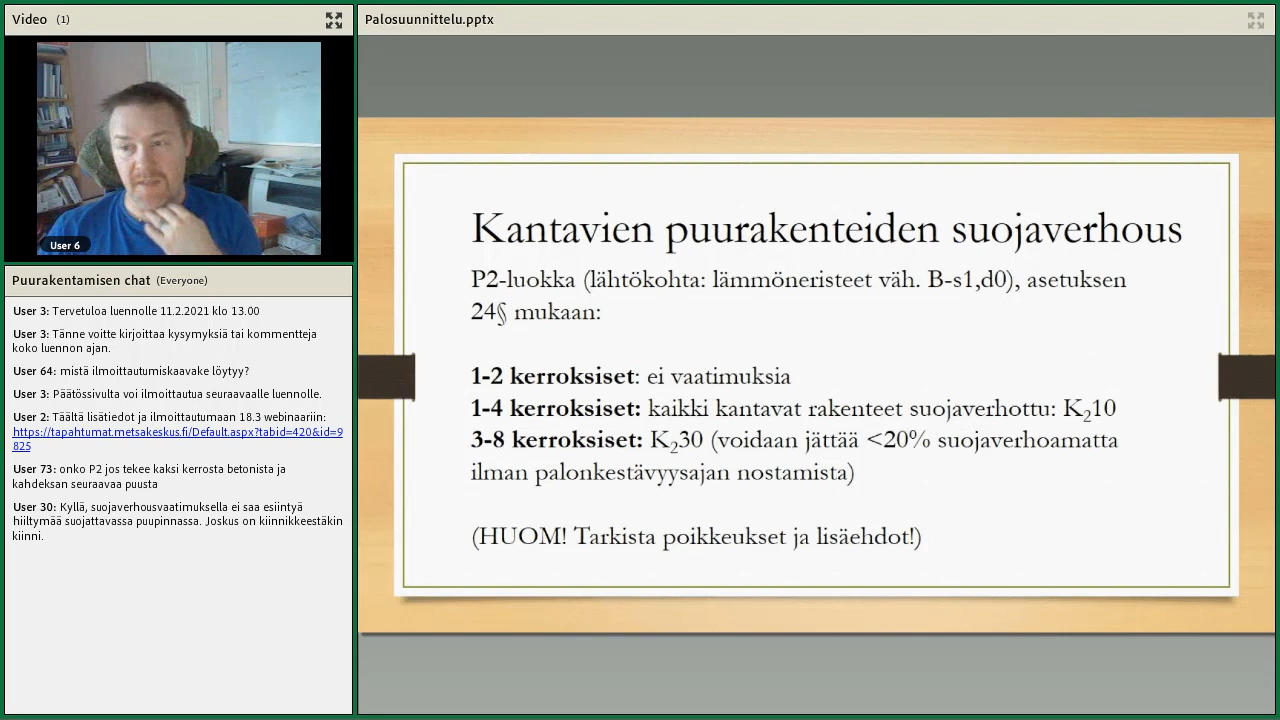 Video (1)
User 6
Puurakentamisen chat (Everyone)
User 3: Tervetuloa luennolle 11.2.2021 klo 13.00
User 3: Tänne voitte kirjoittaa kysymyksiä tai kommentteja
koko luennon ajan.
User 64: mistä ilmoittautumiskaavake löytyy?
User 3: Päätössivulta voi ilmoittautua seuraavaalle luennolle.
User 2: Täältä lisätiedot ja ilmoittautumaan 18.3 webinaariin:
https://tapahtumat.metsakeskus.fi/Default.aspx?tabid=420&id=9
825
User 73: onko P2 jos tekee kaksi kerrosta betonista ja
kahdeksan seuraavaa puusta
User 30: Kyllä, suojaverhousvaatimuksella ei saa esiintyä
hiiltymää suojattavassa puupinnassa. Joskus on kiinnikkeestäkin
kiinni.
Palosuunnittelu.pptx
Kantavien puurakenteiden suojaverhous
P2-luokka (lähtökohta: lämmöneristeet väh. B-s1,d0), asetuksen
24§ mukaan:
1-2 kerroksiset: ei vaatimuksia
1-4 kerroksiset: kaikki kantavat rakenteet suojaverhottu: K₂10
3-8 kerroksiset: K₂30 (voidaan jättää <20% suojaverhoamatta
ilman palonkestävyysajan nostamista)
(HUOM! Tarkista poikkeukset ja lisäehdot!)